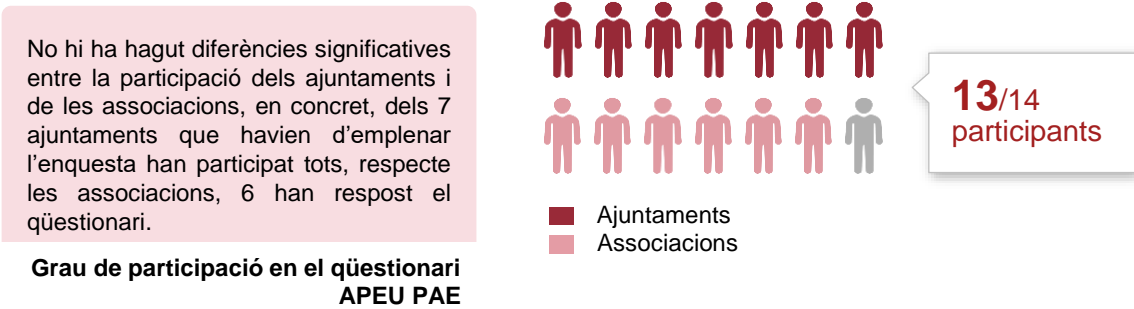 No hi ha hagut diferències significatives
entre la participació dels ajuntaments i
de les associacions, en concret, dels 7
ajuntaments que havien d’emplenar
l’enquesta han participat tots, respecte
les associacions, 6 han respost el
qüestionari.
Grau de participació en el qüestionari
APEU PAE
13/14
participants
Ajuntaments
Associacions